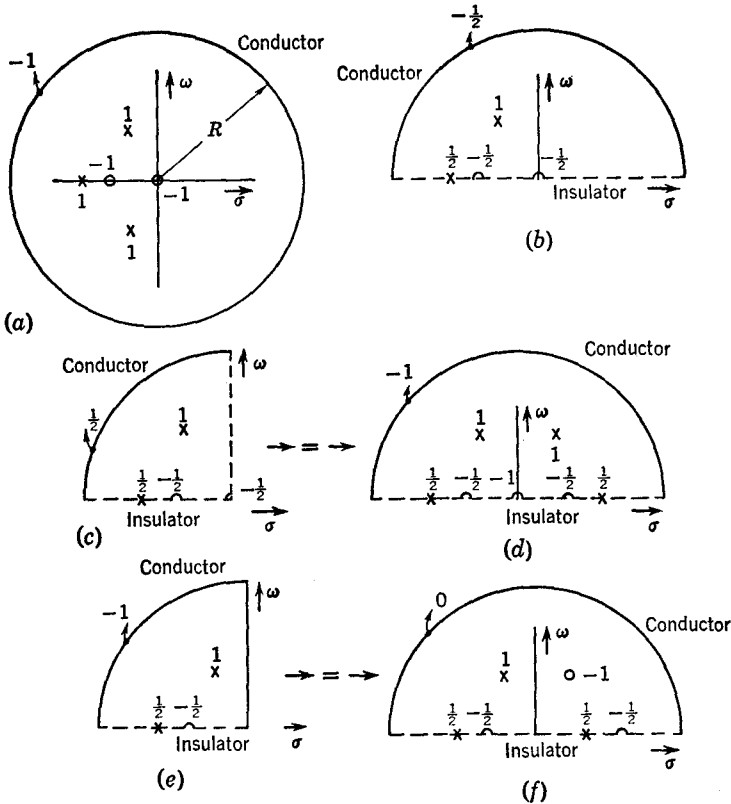 -1
Conductor
ω
1
R
-1
1
-1
σ
1
(a)
-½
Conductor
ω
1
½ -½ -½
Insulator
σ
(b)
Conductor
ω
½
1
½ -½ -½
Insulator
σ
(c)
→ = →
-1
Conductor
ω
1
1
½ -½ -1 -½ ½
Insulator
σ
(d)
Conductor
ω
-1
1
½ -½
Insulator
σ
(e)
→ = →
0
Conductor
ω
1
-1
½ -½ ½ -½
Insulator
σ
(f)